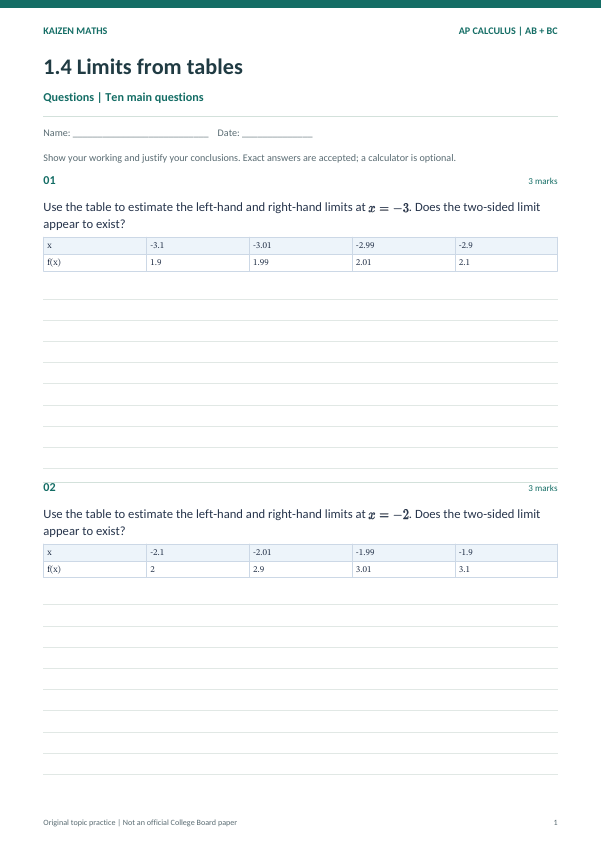 KAIZEN MATHS
AP CALCULUS | AB + BC
1.4 Limits from tables
Questions | Ten main questions
Name: ____________________________ Date: ______________
Show your working and justify your conclusions. Exact answers are accepted; a calculator is optional.
01
3 marks
Use the table to estimate the left-hand and right-hand limits at x = −3. Does the two-sided limit
appear to exist?
x -3.1 -3.01 -2.99 -2.9
f(x) 1.9 1.99 2.01 2.1
02
3 marks
Use the table to estimate the left-hand and right-hand limits at x = −2. Does the two-sided limit
appear to exist?
x -2.1 -2.01 -1.99 -1.9
f(x) 2 2.9 3.01 3.1
Original topic practice | Not an official College Board paper
1